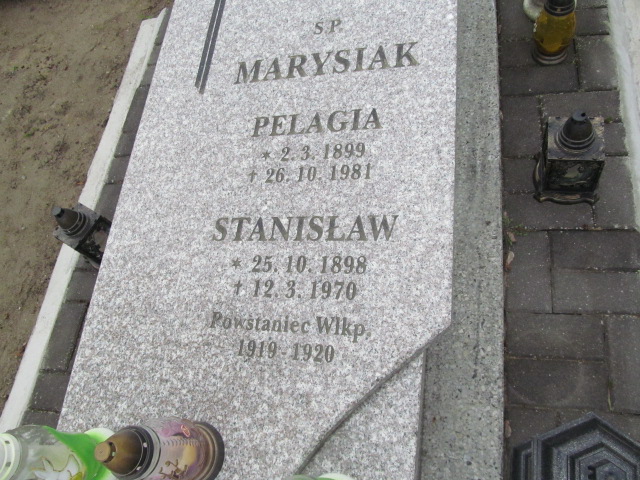 Ś.P.
MARYSIAK
PELAGIA
* 2. 3. 1899
† 26. 10. 1981
STANISŁAW
* 25. 10. 1898
† 12. 3. 1970
Powstaniec Wlkp.
1919 - 1920